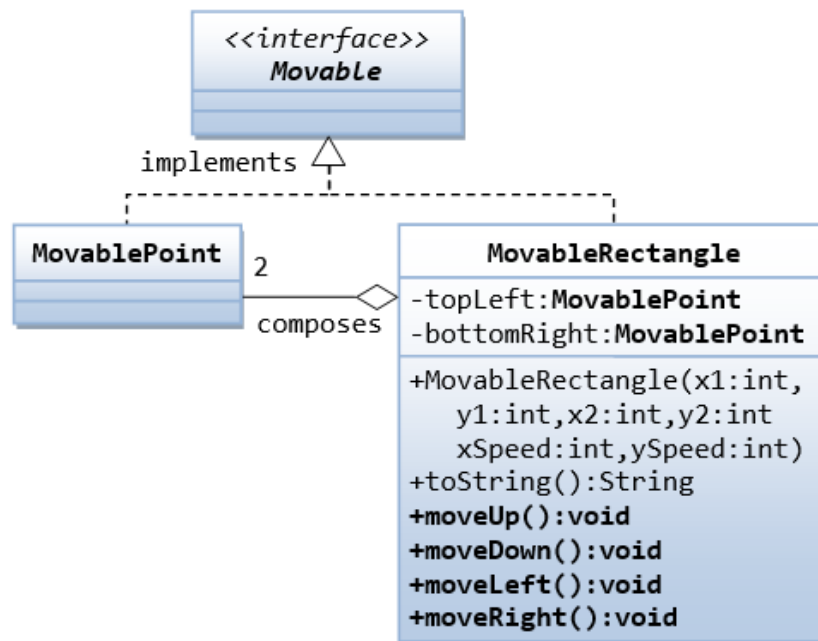 <<interface>>
Movable
implements
MovablePoint
2
composes
MovableRectangle
-topLeft:MovablePoint
-bottomRight:MovablePoint
+MovableRectangle(x1:int,
y1:int,x2:int,y2:int
xSpeed:int,ySpeed:int)
+toString():String
+moveUp():void
+moveDown():void
+moveLeft():void
+moveRight():void